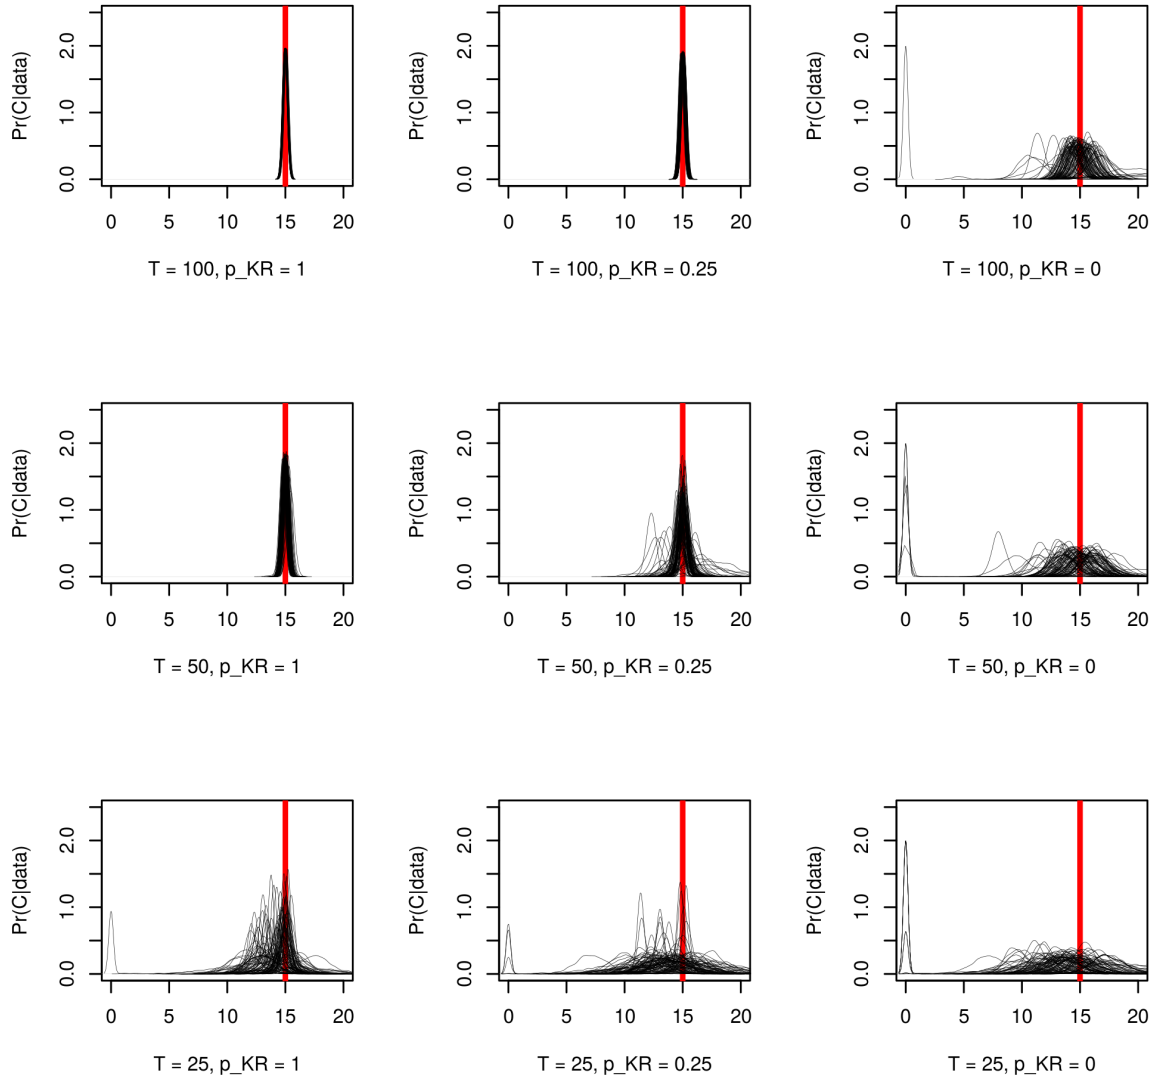 Pr(C|data)
0.0 1.0 2.0
0 5 10 15 20
T = 100, p_KR = 1
Pr(C|data)
0.0 1.0 2.0
0 5 10 15 20
T = 100, p_KR = 0.25
Pr(C|data)
0.0 1.0 2.0
0 5 10 15 20
T = 100, p_KR = 0
Pr(C|data)
0.0 1.0 2.0
0 5 10 15 20
T = 50, p_KR = 1
Pr(C|data)
0.0 1.0 2.0
0 5 10 15 20
T = 50, p_KR = 0.25
Pr(C|data)
0.0 1.0 2.0
0 5 10 15 20
T = 50, p_KR = 0
Pr(C|data)
0.0 1.0 2.0
0 5 10 15 20
T = 25, p_KR = 1
Pr(C|data)
0.0 1.0 2.0
0 5 10 15 20
T = 25, p_KR = 0.25
Pr(C|data)
0.0 1.0 2.0
0 5 10 15 20
T = 25, p_KR = 0